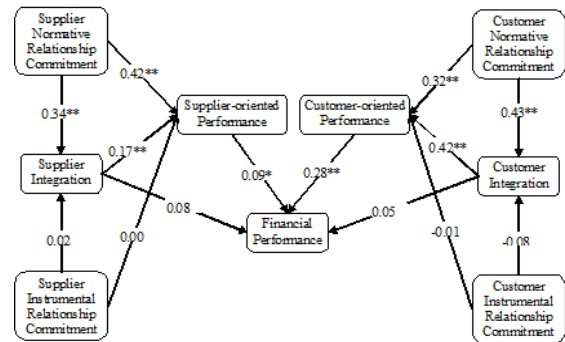 Supplier
Normative
Relationship
Commitment
Customer
Normative
Relationship
Commitment
0.42**
0.32**
0.34**
Supplier-oriented
Performance
Customer-oriented
Performance
0.43**
0.17**
0.42**
Supplier
Integration
Customer
Integration
0.09*
0.28**
0.08
0.05
Financial
Performance
0.02
0.00
-0.01
-0.08
Supplier
Instrumental
Relationship
Commitment
Customer
Instrumental
Relationship
Commitment